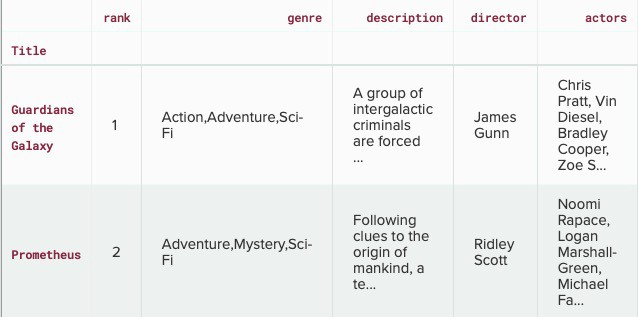 rank genre description director actors
Title
Guardians of the Galaxy
1
Action,Adventure,Sci-
Fi
A group of
intergalactic
criminals
are forced
...
James
Gunn
Chris
Pratt, Vin
Diesel,
Bradley
Cooper,
Zoe S...
Prometheus
2
Adventure,Mystery,Sci-
Fi
Following
clues to the
origin of
mankind, a
te...
Ridley
Scott
Noomi
Rapace,
Logan
Marshall-
Green,
Michael
Fa...